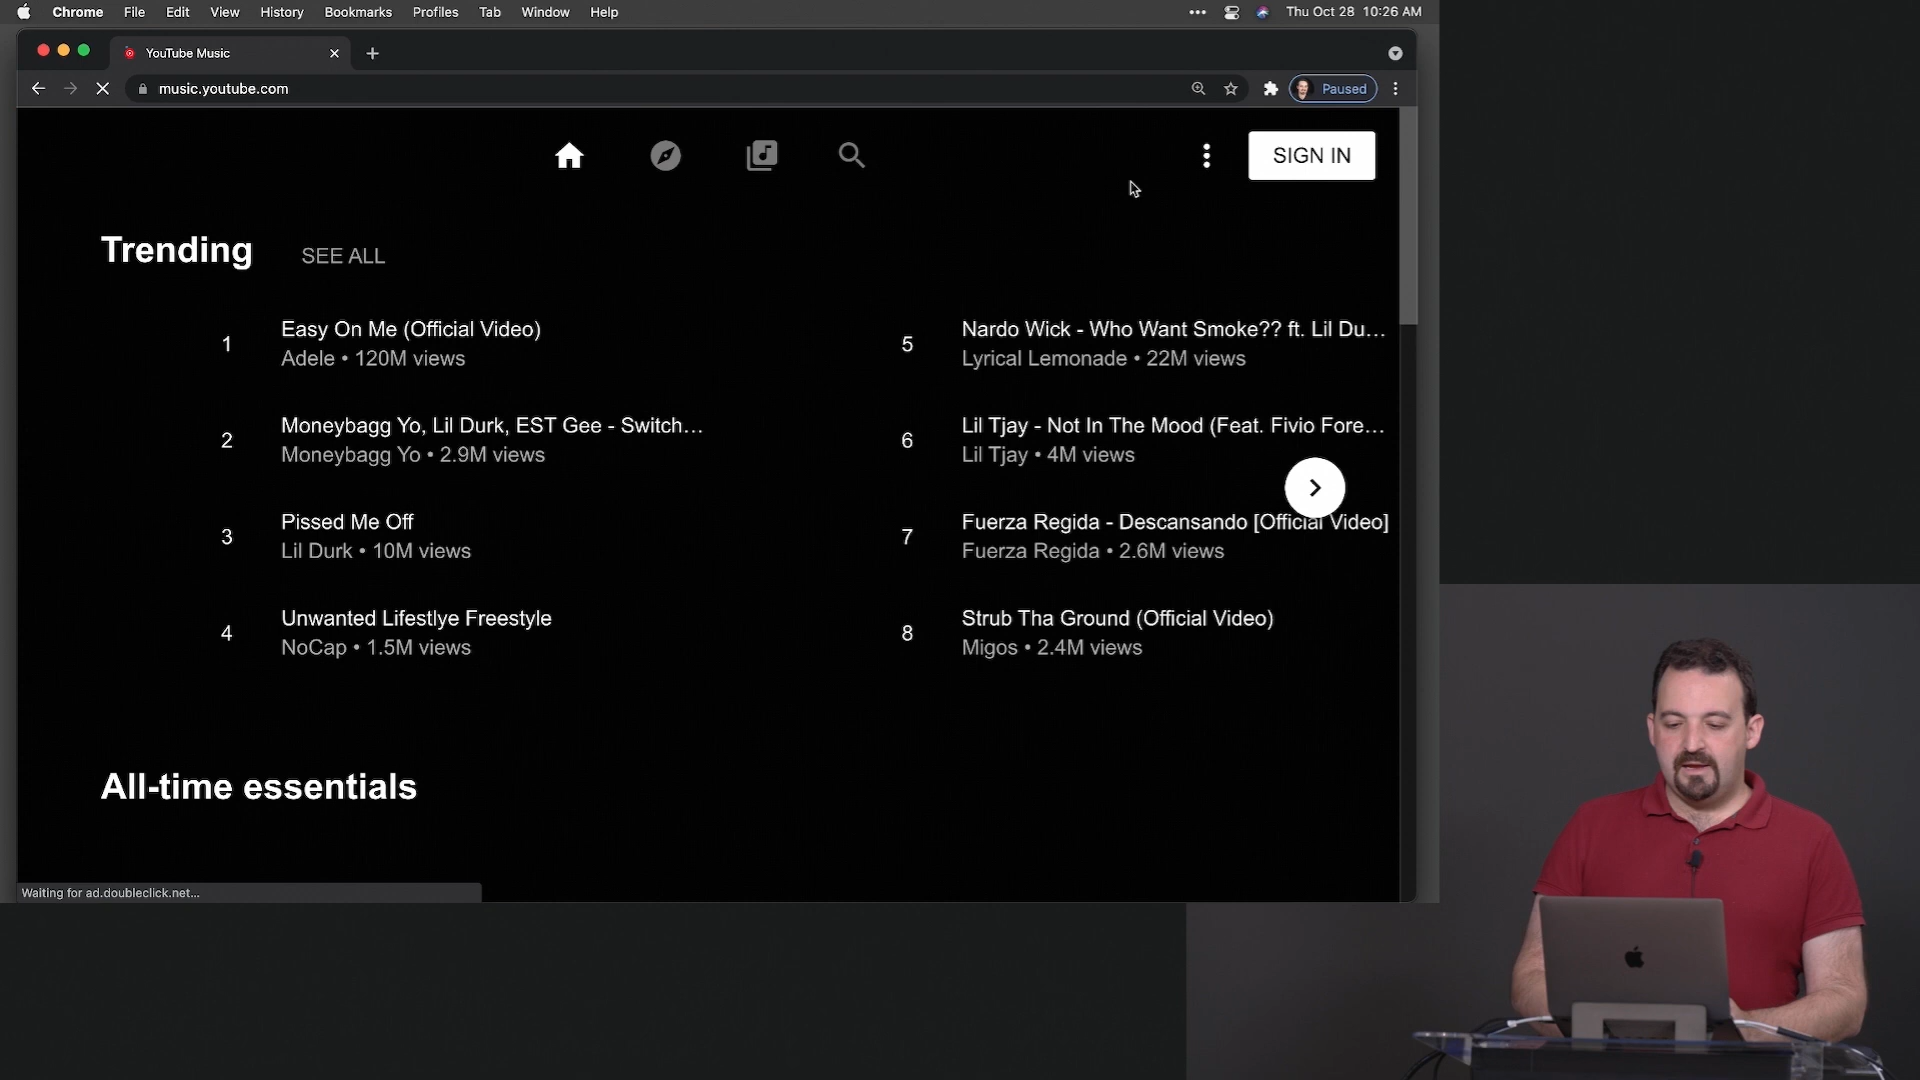 Chrome File Edit View History Bookmarks Profiles Tab Window Help Thu Oct 28 10:26 AM
YouTube Music
music.youtube.com Paused
SIGN IN
Trending SEE ALL
1 Easy On Me (Official Video)
Adele • 120M views
2 Moneybagg Yo, Lil Durk, EST Gee - Switch...
Moneybagg Yo • 2.9M views
3 Pissed Me Off
Lil Durk • 10M views
4 Unwanted Lifestlye Freestyle
NoCap • 1.5M views
5 Nardo Wick - Who Want Smoke?? ft. Lil Du...
Lyrical Lemonade • 22M views
6 Lil Tjay - Not In The Mood (Feat. Fivio Fore...
Lil Tjay • 4M views
7 Fuerza Regida - Descansando [Official Video]
Fuerza Regida • 2.6M views
8 Strub Tha Ground (Official Video)
Migos • 2.4M views
All-time essentials
Waiting for ad.doubleclick.net...